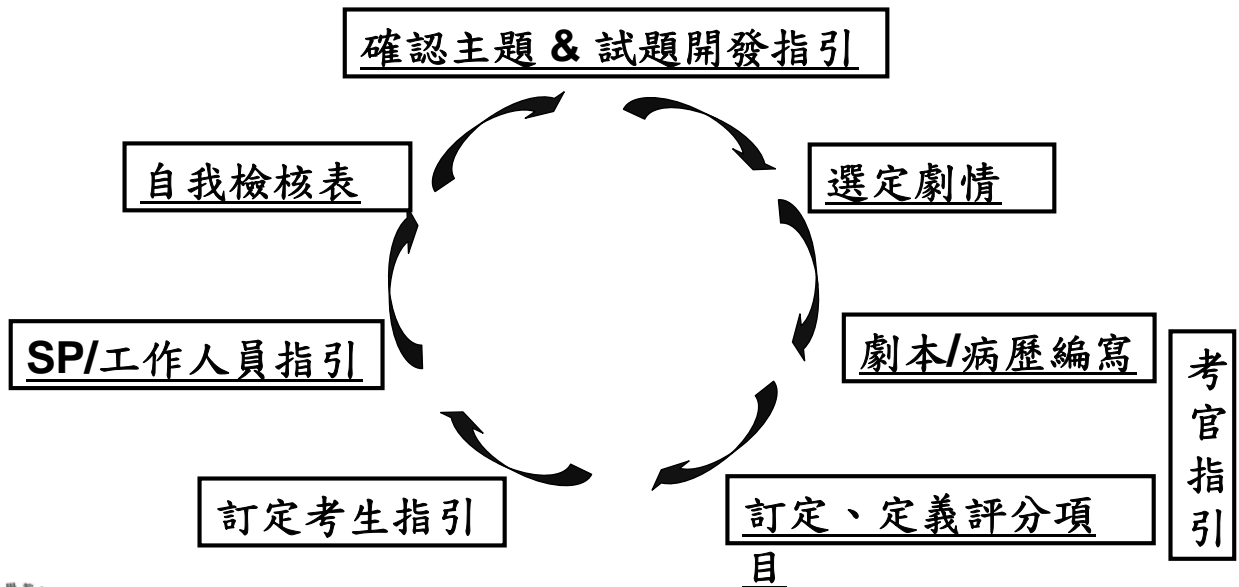 確認主題 & 試題開發指引
自我檢核表
選定劇情
SP/工作人員指引
劇本/病歷編寫
考官指引
訂定考生指引
訂定、定義評分項
目